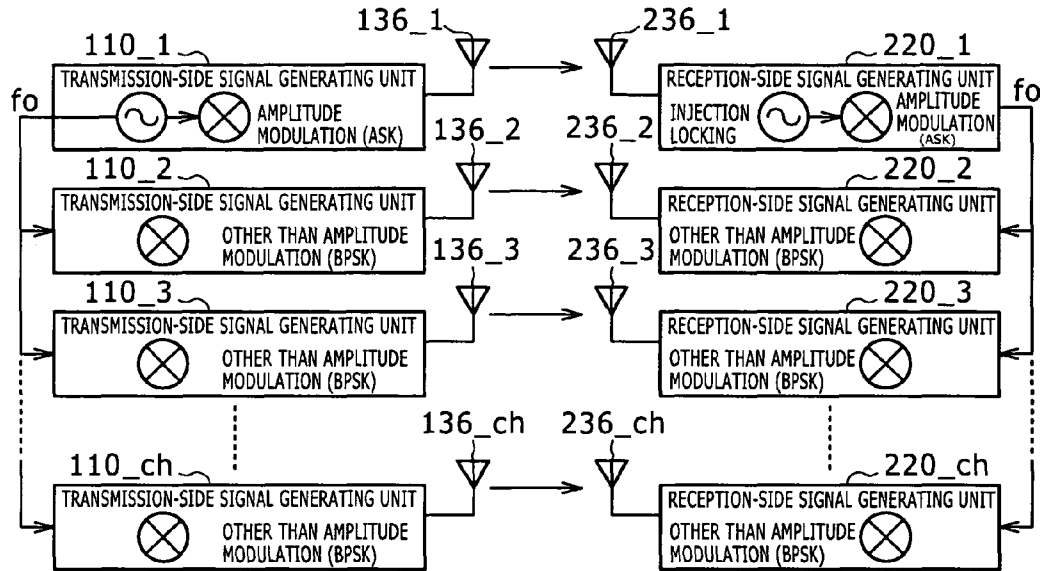 136_1 236_1
110_1 220_1
TRANSMISSION-SIDE SIGNAL GENERATING UNIT
RECEPTION-SIDE SIGNAL GENERATING UNIT
fo
AMPLITUDE
MODULATION (ASK)
INJECTION
LOCKING
AMPLITUDE
MODULATION
(ASK)
fo
136_2 236_2
110_2 220_2
TRANSMISSION-SIDE SIGNAL GENERATING UNIT
OTHER THAN AMPLITUDE
MODULATION (BPSK)
RECEPTION-SIDE SIGNAL GENERATING UNIT
OTHER THAN AMPLITUDE
MODULATION (BPSK)
136_3 236_3
110_3 220_3
TRANSMISSION-SIDE SIGNAL GENERATING UNIT
OTHER THAN AMPLITUDE
MODULATION (BPSK)
RECEPTION-SIDE SIGNAL GENERATING UNIT
OTHER THAN AMPLITUDE
MODULATION (BPSK)
136_ch 236_ch
110_ch 220_ch
TRANSMISSION-SIDE SIGNAL GENERATING UNIT
OTHER THAN AMPLITUDE
MODULATION (BPSK)
RECEPTION-SIDE SIGNAL GENERATING UNIT
OTHER THAN AMPLITUDE
MODULATION (BPSK)